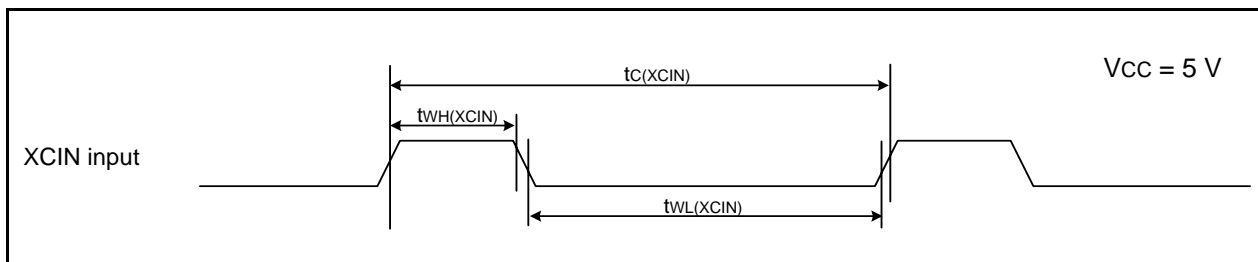 VCC = 5 V
tC(XCIN)
tWH(XCIN)
XCIN input
tWL(XCIN)